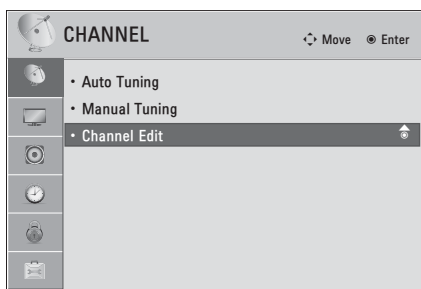 CHANNEL
Move Enter
• Auto Tuning
• Manual Tuning
• Channel Edit